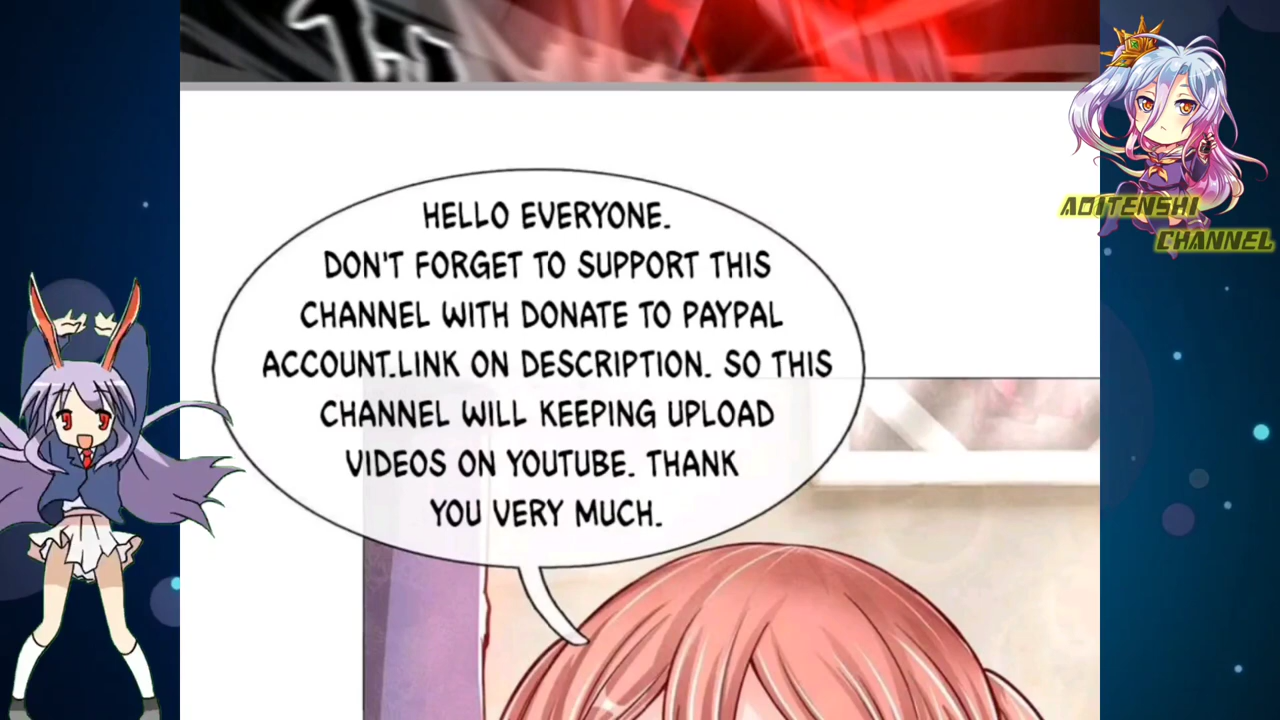 HELLO EVERYONE.
DON'T FORGET TO SUPPORT THIS
CHANNEL WITH DONATE TO PAYPAL
ACCOUNT.LINK ON DESCRIPTION. SO THIS
CHANNEL WILL KEEPING UPLOAD
VIDEOS ON YOUTUBE. THANK
YOU VERY MUCH.
AOITENSHI
CHANNEL